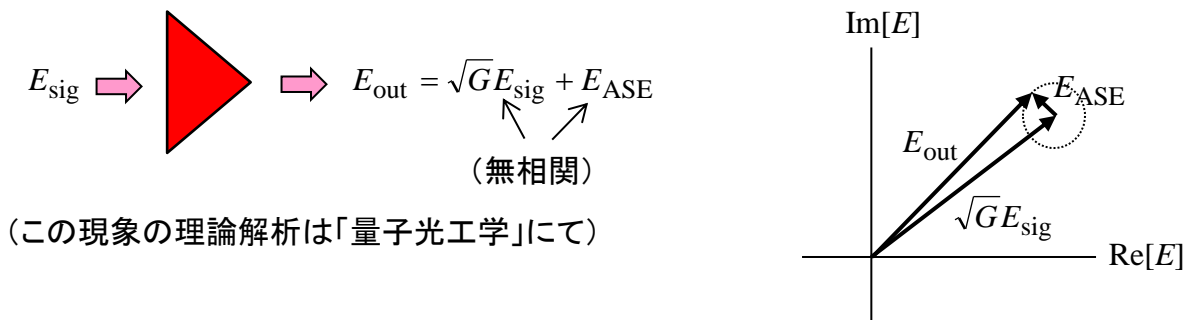 E_sig E_out = √G E_sig + E_ASE
(無相関)
(この現象の理論解析は「量子光工学」にて)
Im[E]
E_ASE
E_out
√G E_sig
Re[E]